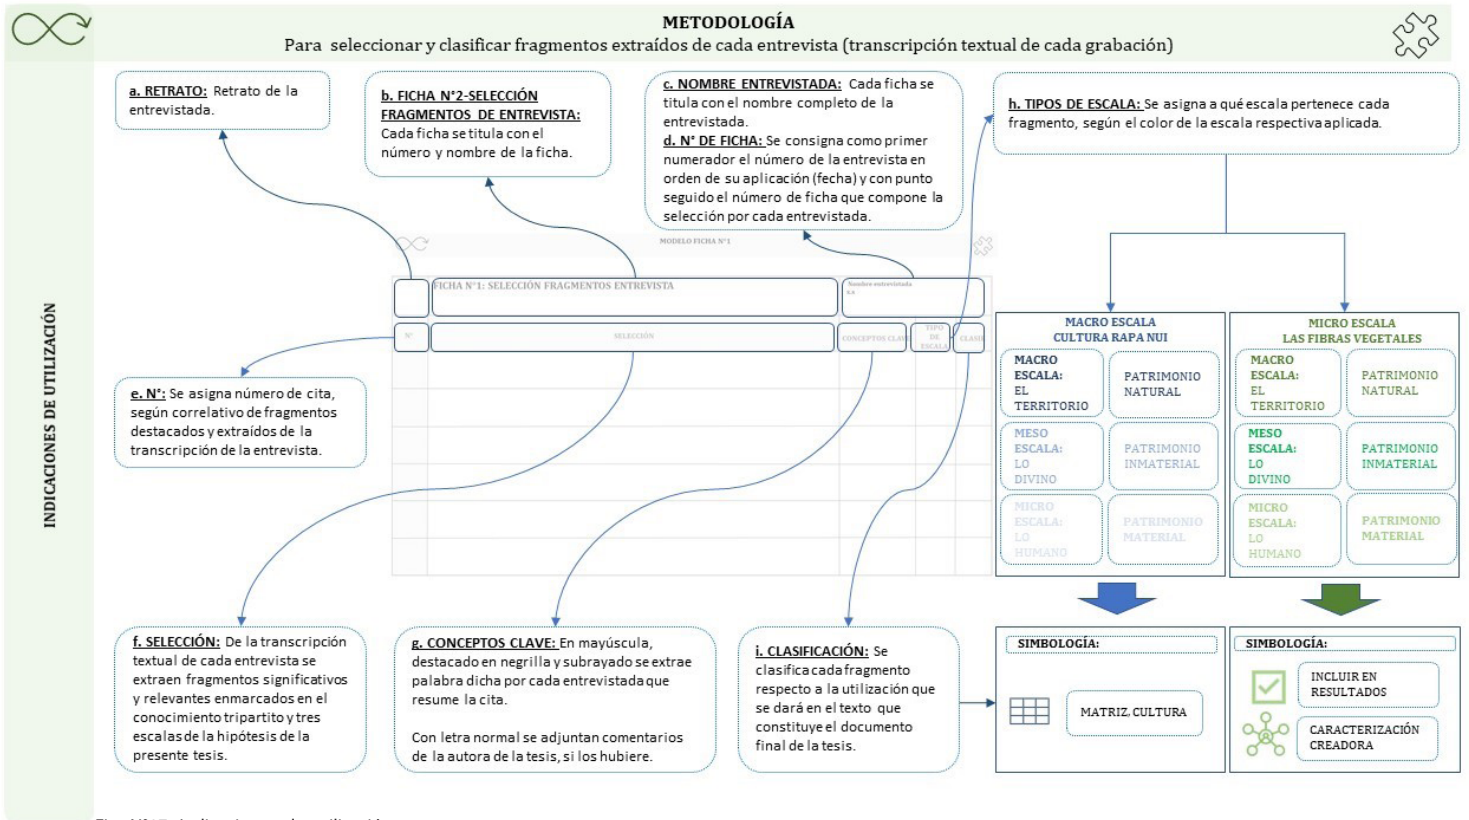 METODOLOGÍA
Para seleccionar y clasificar fragmentos extraídos de cada entrevista (transcripción textual de cada grabación)
INDICACIONES DE UTILIZACIÓN
a. RETRATO: Retrato de la
entrevistada.
b. FICHA N°2-SELECCIÓN
FRAGMENTOS DE ENTREVISTA:
Cada ficha se titula con el
número y nombre de la ficha.
c. NOMBRE ENTREVISTADA: Cada ficha se
titula con el nombre completo de la
entrevistada.
d. N° DE FICHA: Se consigna como primer
numerador el número de la entrevista en
orden de su aplicación (fecha) y con punto
seguido el número de ficha que compone la
selección por cada entrevistada.
h. TIPOS DE ESCALA: Se asigna a qué escala pertenece cada
fragmento, según el color de la escala respectiva aplicada.
MODELO FICHA N°1
FICHA N°1: SELECCIÓN FRAGMENTOS ENTREVISTA
Nombre entrevistada
N°
SELECCIÓN
CONCEPTOS CLAVE
TIPO
DE
ESCALA
CLASIF
e. N°: Se asigna número de cita,
según correlativo de fragmentos
destacados y extraídos de la
transcripción de la entrevista.
MACRO ESCALA
CULTURA RAPA NUI
MACRO
ESCALA:
EL
TERRITORIO
PATRIMONIO
NATURAL
MESO
ESCALA:
LO
DIVINO
PATRIMONIO
INMATERIAL
MICRO
ESCALA:
LO
HUMANO
PATRIMONIO
MATERIAL
MICRO ESCALA
LAS FIBRAS VEGETALES
MACRO
ESCALA:
EL
TERRITORIO
PATRIMONIO
NATURAL
MESO
ESCALA:
LO
DIVINO
PATRIMONIO
INMATERIAL
MICRO
ESCALA:
LO
HUMANO
PATRIMONIO
MATERIAL
f. SELECCIÓN: De la transcripción
textual de cada entrevista se
extraen fragmentos significativos
y relevantes enmarcados en el
conocimiento tripartito y tres
escalas de la hipótesis de la
presente tesis.
g. CONCEPTOS CLAVE: En mayúscula,
destacado en negrilla y subrayado se extrae
palabra dicha por cada entrevistada que
resume la cita.
Con letra normal se adjuntan comentarios
de la autora de la tesis, si los hubiere.
i. CLASIFICACIÓN: Se
clasifica cada fragmento
respecto a la utilización que
se dará en el texto que
constituye el documento
final de la tesis.
SIMBOLOGÍA:
MATRIZ, CULTURA
SIMBOLOGÍA:
INCLUIR EN
RESULTADOS
CARACTERIZACIÓN
CREADORA